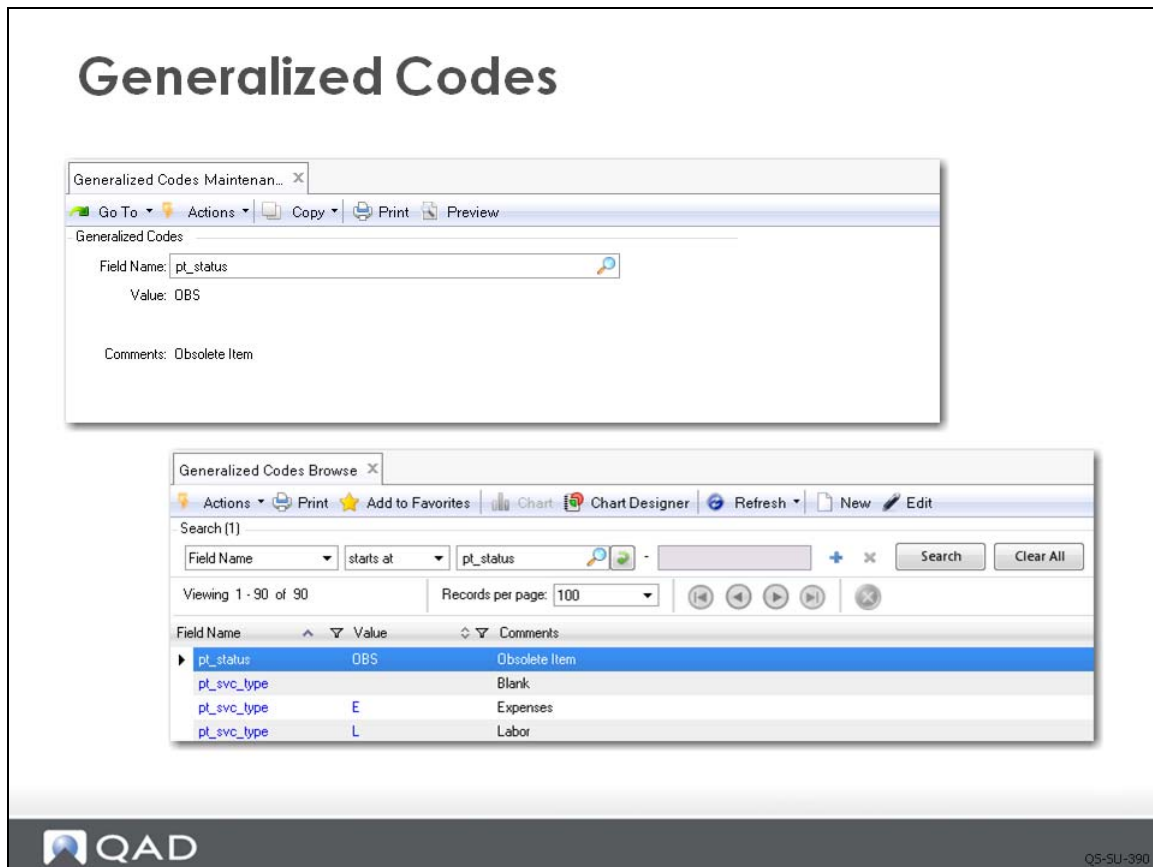 Generalized Codes
Generalized Codes Maintenan...
Go To Actions Copy Print Preview
Generalized Codes
Field Name: pt_status
Value: OBS
Comments: Obsolete Item
Generalized Codes Browse
Actions Print Add to Favorites Chart Chart Designer Refresh New Edit
Search (1)
Field Name starts at pt_status - Search Clear All
Viewing 1 - 90 of 90 Records per page: 100
Field Name Value Comments
pt_status OBS Obsolete Item
pt_svc_type Blank
pt_svc_type E Expenses
pt_svc_type L Labor
QAD
QS-SU-390